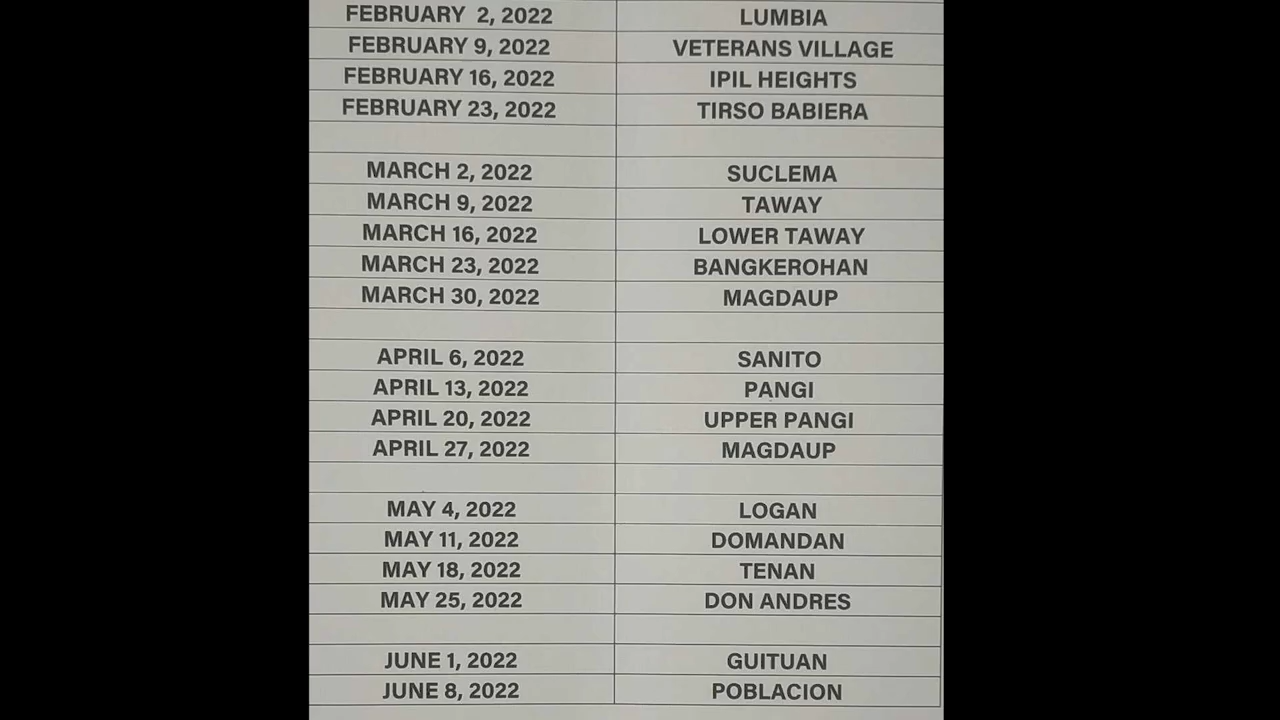 FEBRUARY 2, 2022 LUMBIA
FEBRUARY 9, 2022 VETERANS VILLAGE
FEBRUARY 16, 2022 IPIL HEIGHTS
FEBRUARY 23, 2022 TIRSO BABIERA
MARCH 2, 2022 SUCLEMA
MARCH 9, 2022 TAWAY
MARCH 16, 2022 LOWER TAWAY
MARCH 23, 2022 BANGKEROHAN
MARCH 30, 2022 MAGDAUP
APRIL 6, 2022 SANITO
APRIL 13, 2022 PANGI
APRIL 20, 2022 UPPER PANGI
APRIL 27, 2022 MAGDAUP
MAY 4, 2022 LOGAN
MAY 11, 2022 DOMANDAN
MAY 18, 2022 TENAN
MAY 25, 2022 DON ANDRES
JUNE 1, 2022 GUITUAN
JUNE 8, 2022 POBLACION